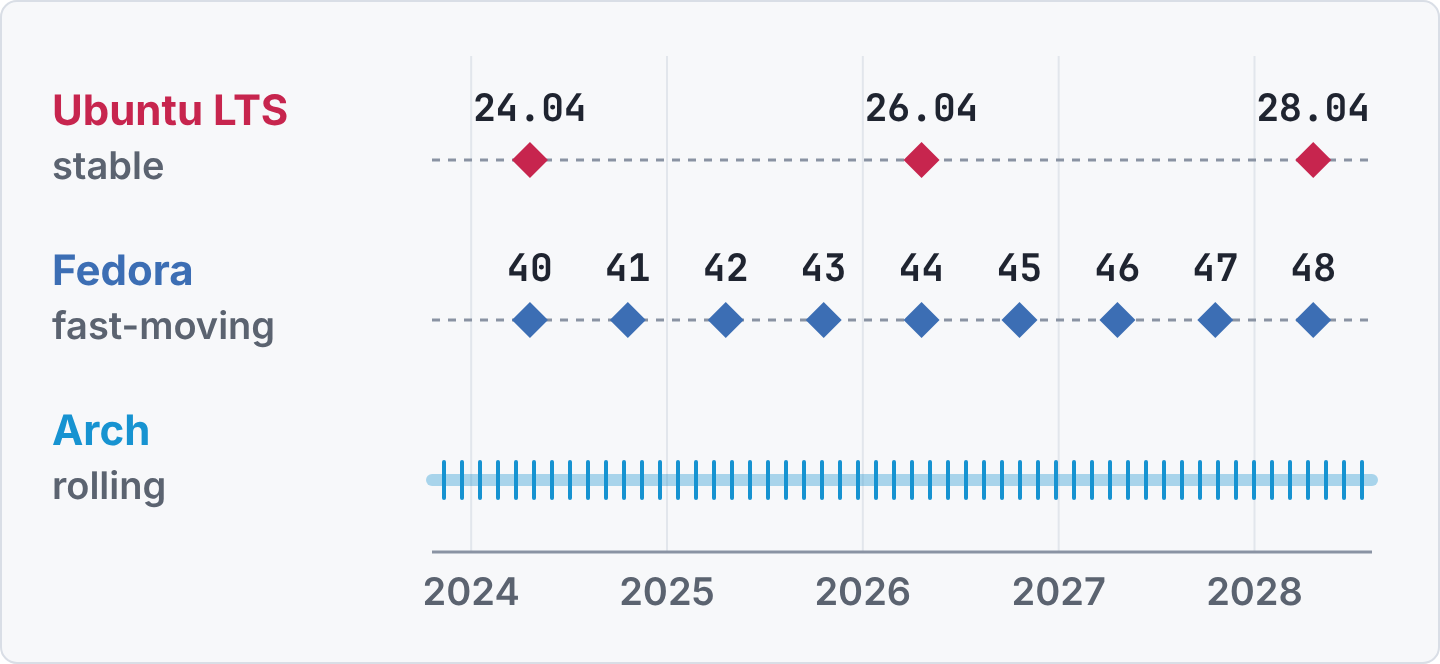 Ubuntu LTS
24.04 26.04 28.04
stable
Fedora
40 41 42 43 44 45 46 47 48
fast-moving
Arch
rolling
2024 2025 2026 2027 2028